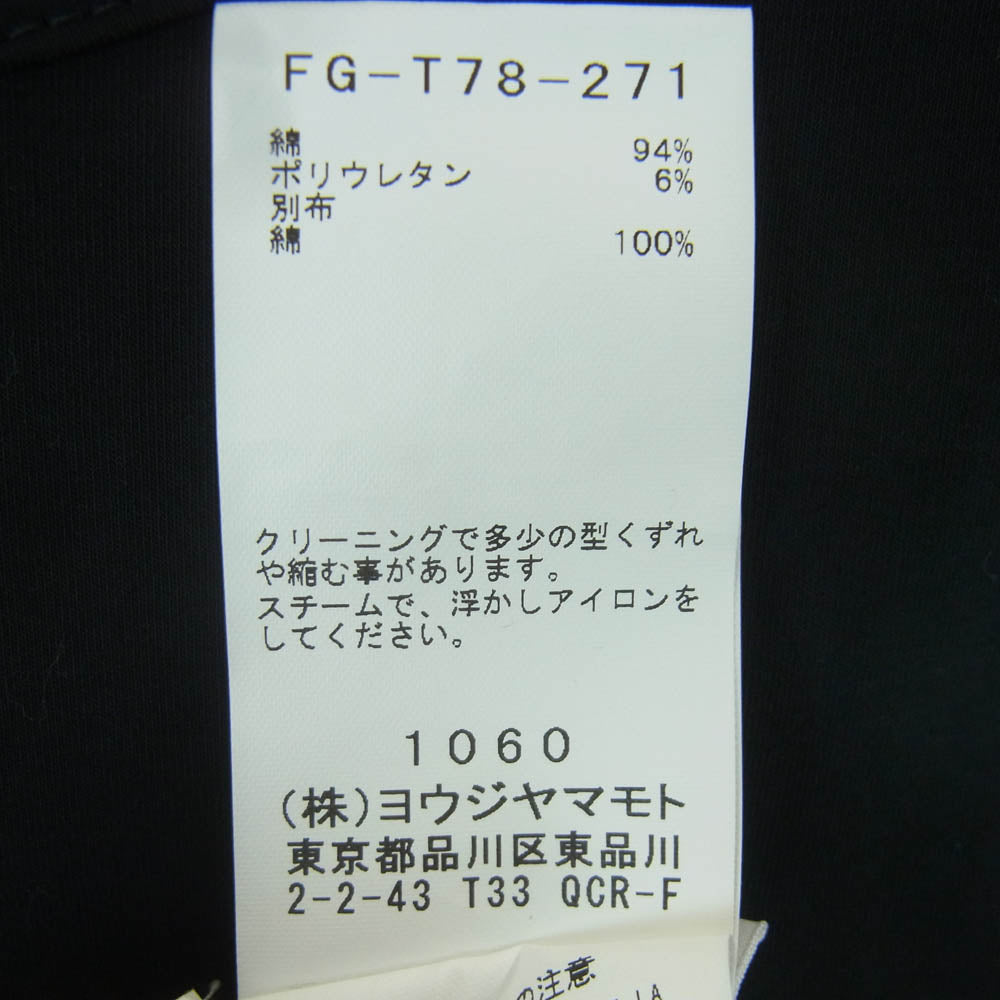 FG-T78-271
綿 94%
ポリウレタン 6%
別布
綿 100%
クリーニングで多少の型くずれ
や縮む事があります。
スチームで、浮かしアイロンを
してください。
1060
(株)ヨウジヤマモト
東京都品川区東品川
2-2-43 T33 QCR-F
の注意
LA